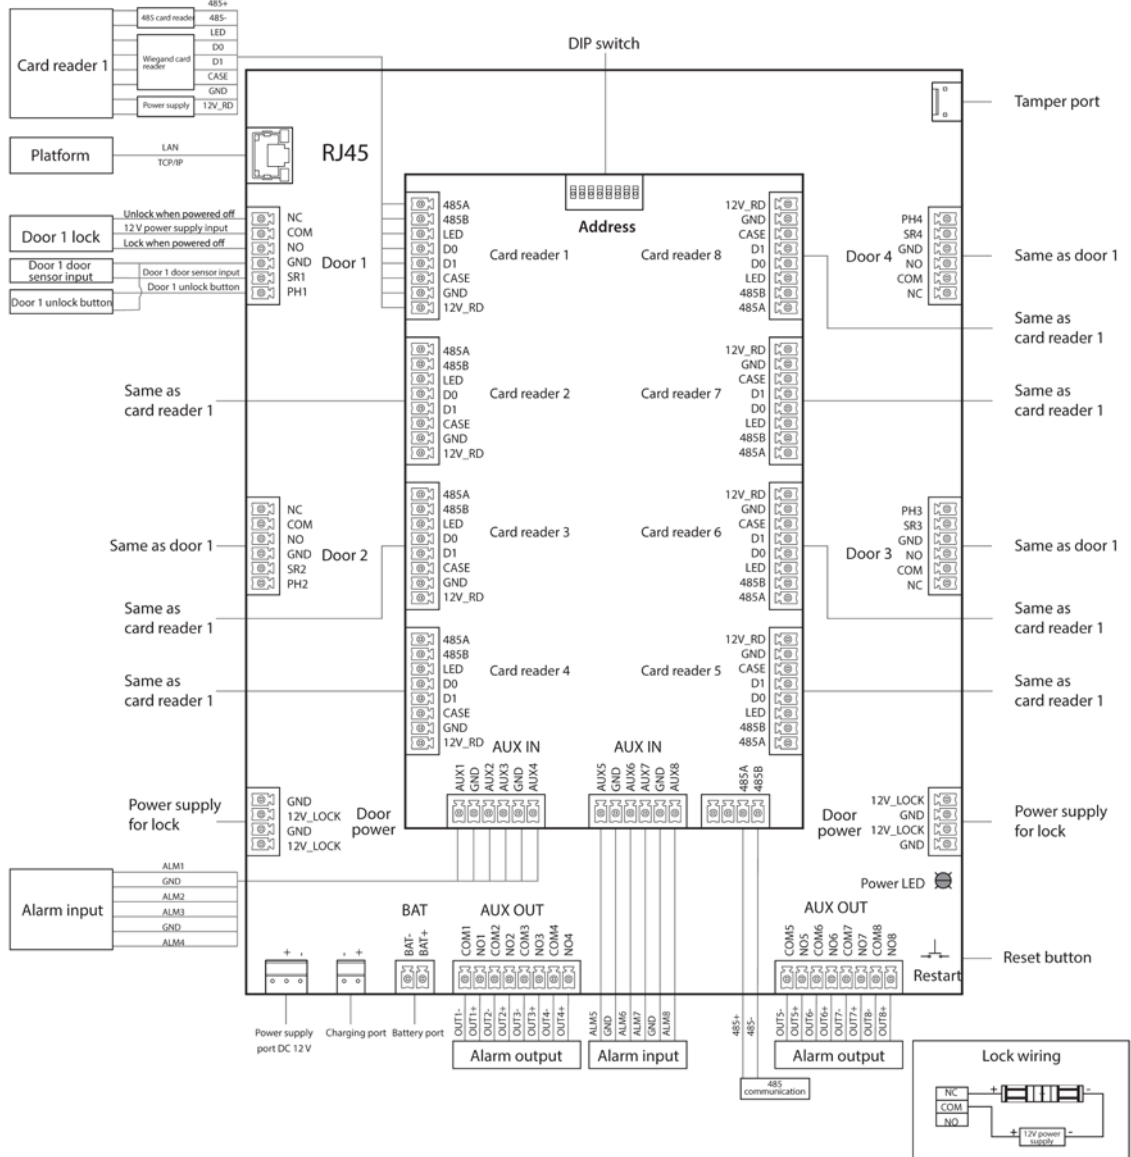 485+
485-
LED
D0
D1
CASE
GND
12V_RD
485 card reader
Wiegand card
reader
Power supply
Card reader 1
DIP switch
Tamper port
Platform
LAN
TCP/IP
RJ45
Address
Door 1 lock
Unlock when powered off
12 V power supply input
Lock when powered off
Door 1 door
sensor input
Door 1 door sensor input
Door 1 unlock button
Door 1 unlock button
NC
COM
NO
GND
SR1
PH1
Door 1
485A
485B
LED
D0
D1
CASE
GND
12V_RD
Card reader 1
12V_RD
GND
CASE
D1
D0
LED
485B
485A
Card reader 8
PH4
SR4
GND
NO
COM
NC
Door 4
Same as door 1
Same as
card reader 1
Same as
card reader 1
485A
485B
LED
D0
D1
CASE
GND
12V_RD
Card reader 2
12V_RD
GND
CASE
D1
D0
LED
485B
485A
Card reader 7
Same as
card reader 1
Same as door 1
NC
COM
NO
GND
SR2
PH2
Door 2
485A
485B
LED
D0
D1
CASE
GND
12V_RD
Card reader 3
12V_RD
GND
CASE
D1
D0
LED
485B
485A
Card reader 6
PH3
SR3
GND
NO
COM
NC
Door 3
Same as door 1
Same as
card reader 1
Same as
card reader 1
Same as
card reader 1
485A
485B
LED
D0
D1
CASE
GND
12V_RD
Card reader 4
12V_RD
GND
CASE
D1
D0
LED
485B
485A
Card reader 5
Same as
card reader 1
AUX IN
AUX1
GND
AUX2
AUX3
GND
AUX4
AUX IN
AUX5
GND
AUX6
AUX7
GND
AUX8
485A
485B
Power supply
for lock
GND
12V_LOCK
GND
12V_LOCK
Door
power
Door
power
12V_LOCK
GND
12V_LOCK
GND
Power supply
for lock
Alarm input
ALM1
GND
ALM2
ALM3
GND
ALM4
Power LED
BAT
BAT-
BAT+
AUX OUT
COM1
NO1
COM2
NO2
COM3
NO3
COM4
NO4
AUX OUT
COM5
NO5
COM6
NO6
COM7
NO7
COM8
NO8
Restart
Reset button
+ -
- +
Power supply
port DC 12 V
Charging port
Battery port
OUT1-
OUT1+
OUT2-
OUT2+
OUT3-
OUT3+
OUT4-
OUT4+
Alarm output
ALM5
GND
ALM6
ALM7
GND
ALM8
Alarm input
485+
485-
485
communication
OUT5-
OUT5+
OUT6-
OUT6+
OUT7-
OUT7+
OUT8-
OUT8+
Alarm output
Lock wiring
NC
COM
NO
+ -
+ -
12V power
supply